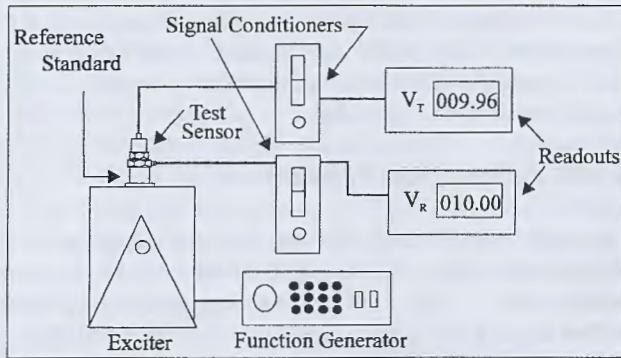 Signal Conditioners
Reference
Standard
Test
Sensor
V_T 009.96
Readouts
V_R 010.00
Exciter
Function Generator